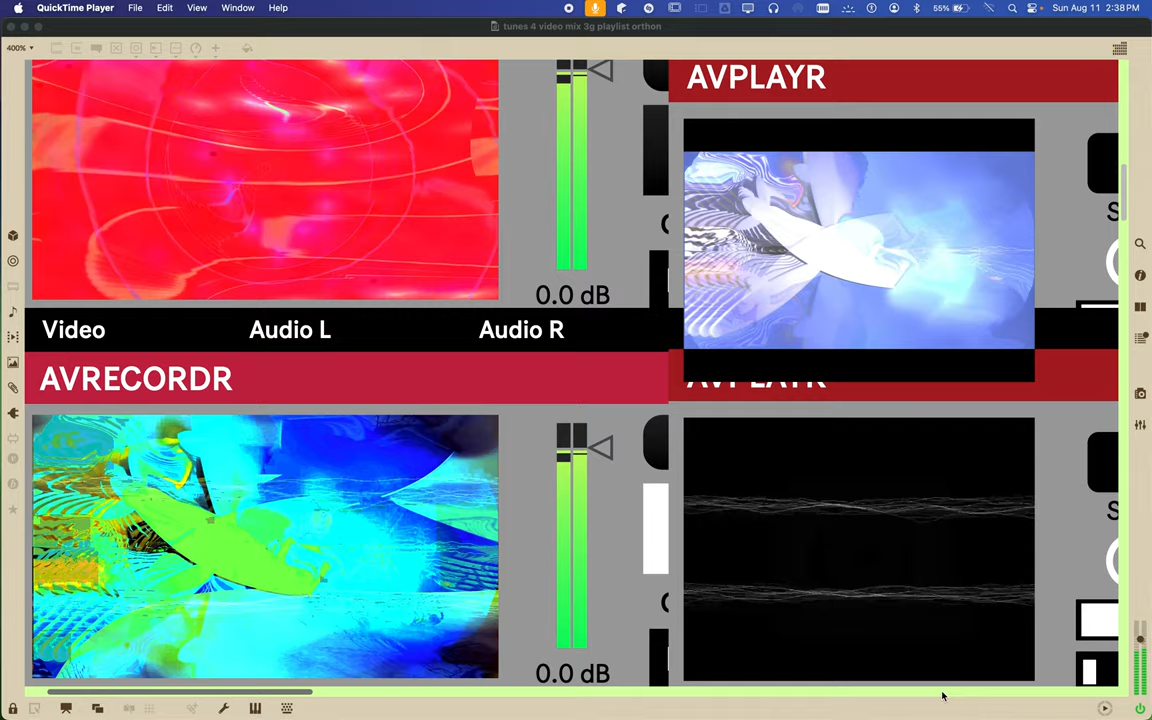 QuickTime Player File Edit View Window Help 55% Sun Aug 11 2:38 PM
tunes 4 video mix 3g playlist orthon
400%
AVPLAYR
0.0 dB
Video Audio L Audio R
AVRECORDR
AVPLAYR
S
S
0.0 dB